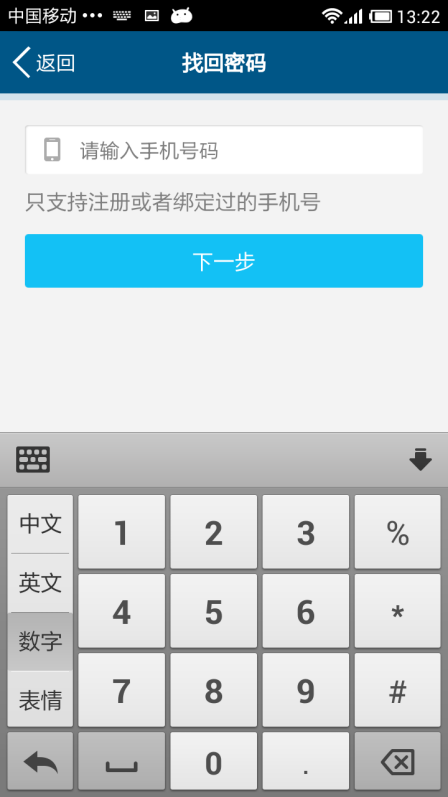 中国移动 ••• 13:22
返回 找回密码
请输入手机号码
只支持注册或者绑定过的手机号
下一步
中文 1 2 3 %
英文 4 5 6 *
数字 7 8 9 #
表情 0 .